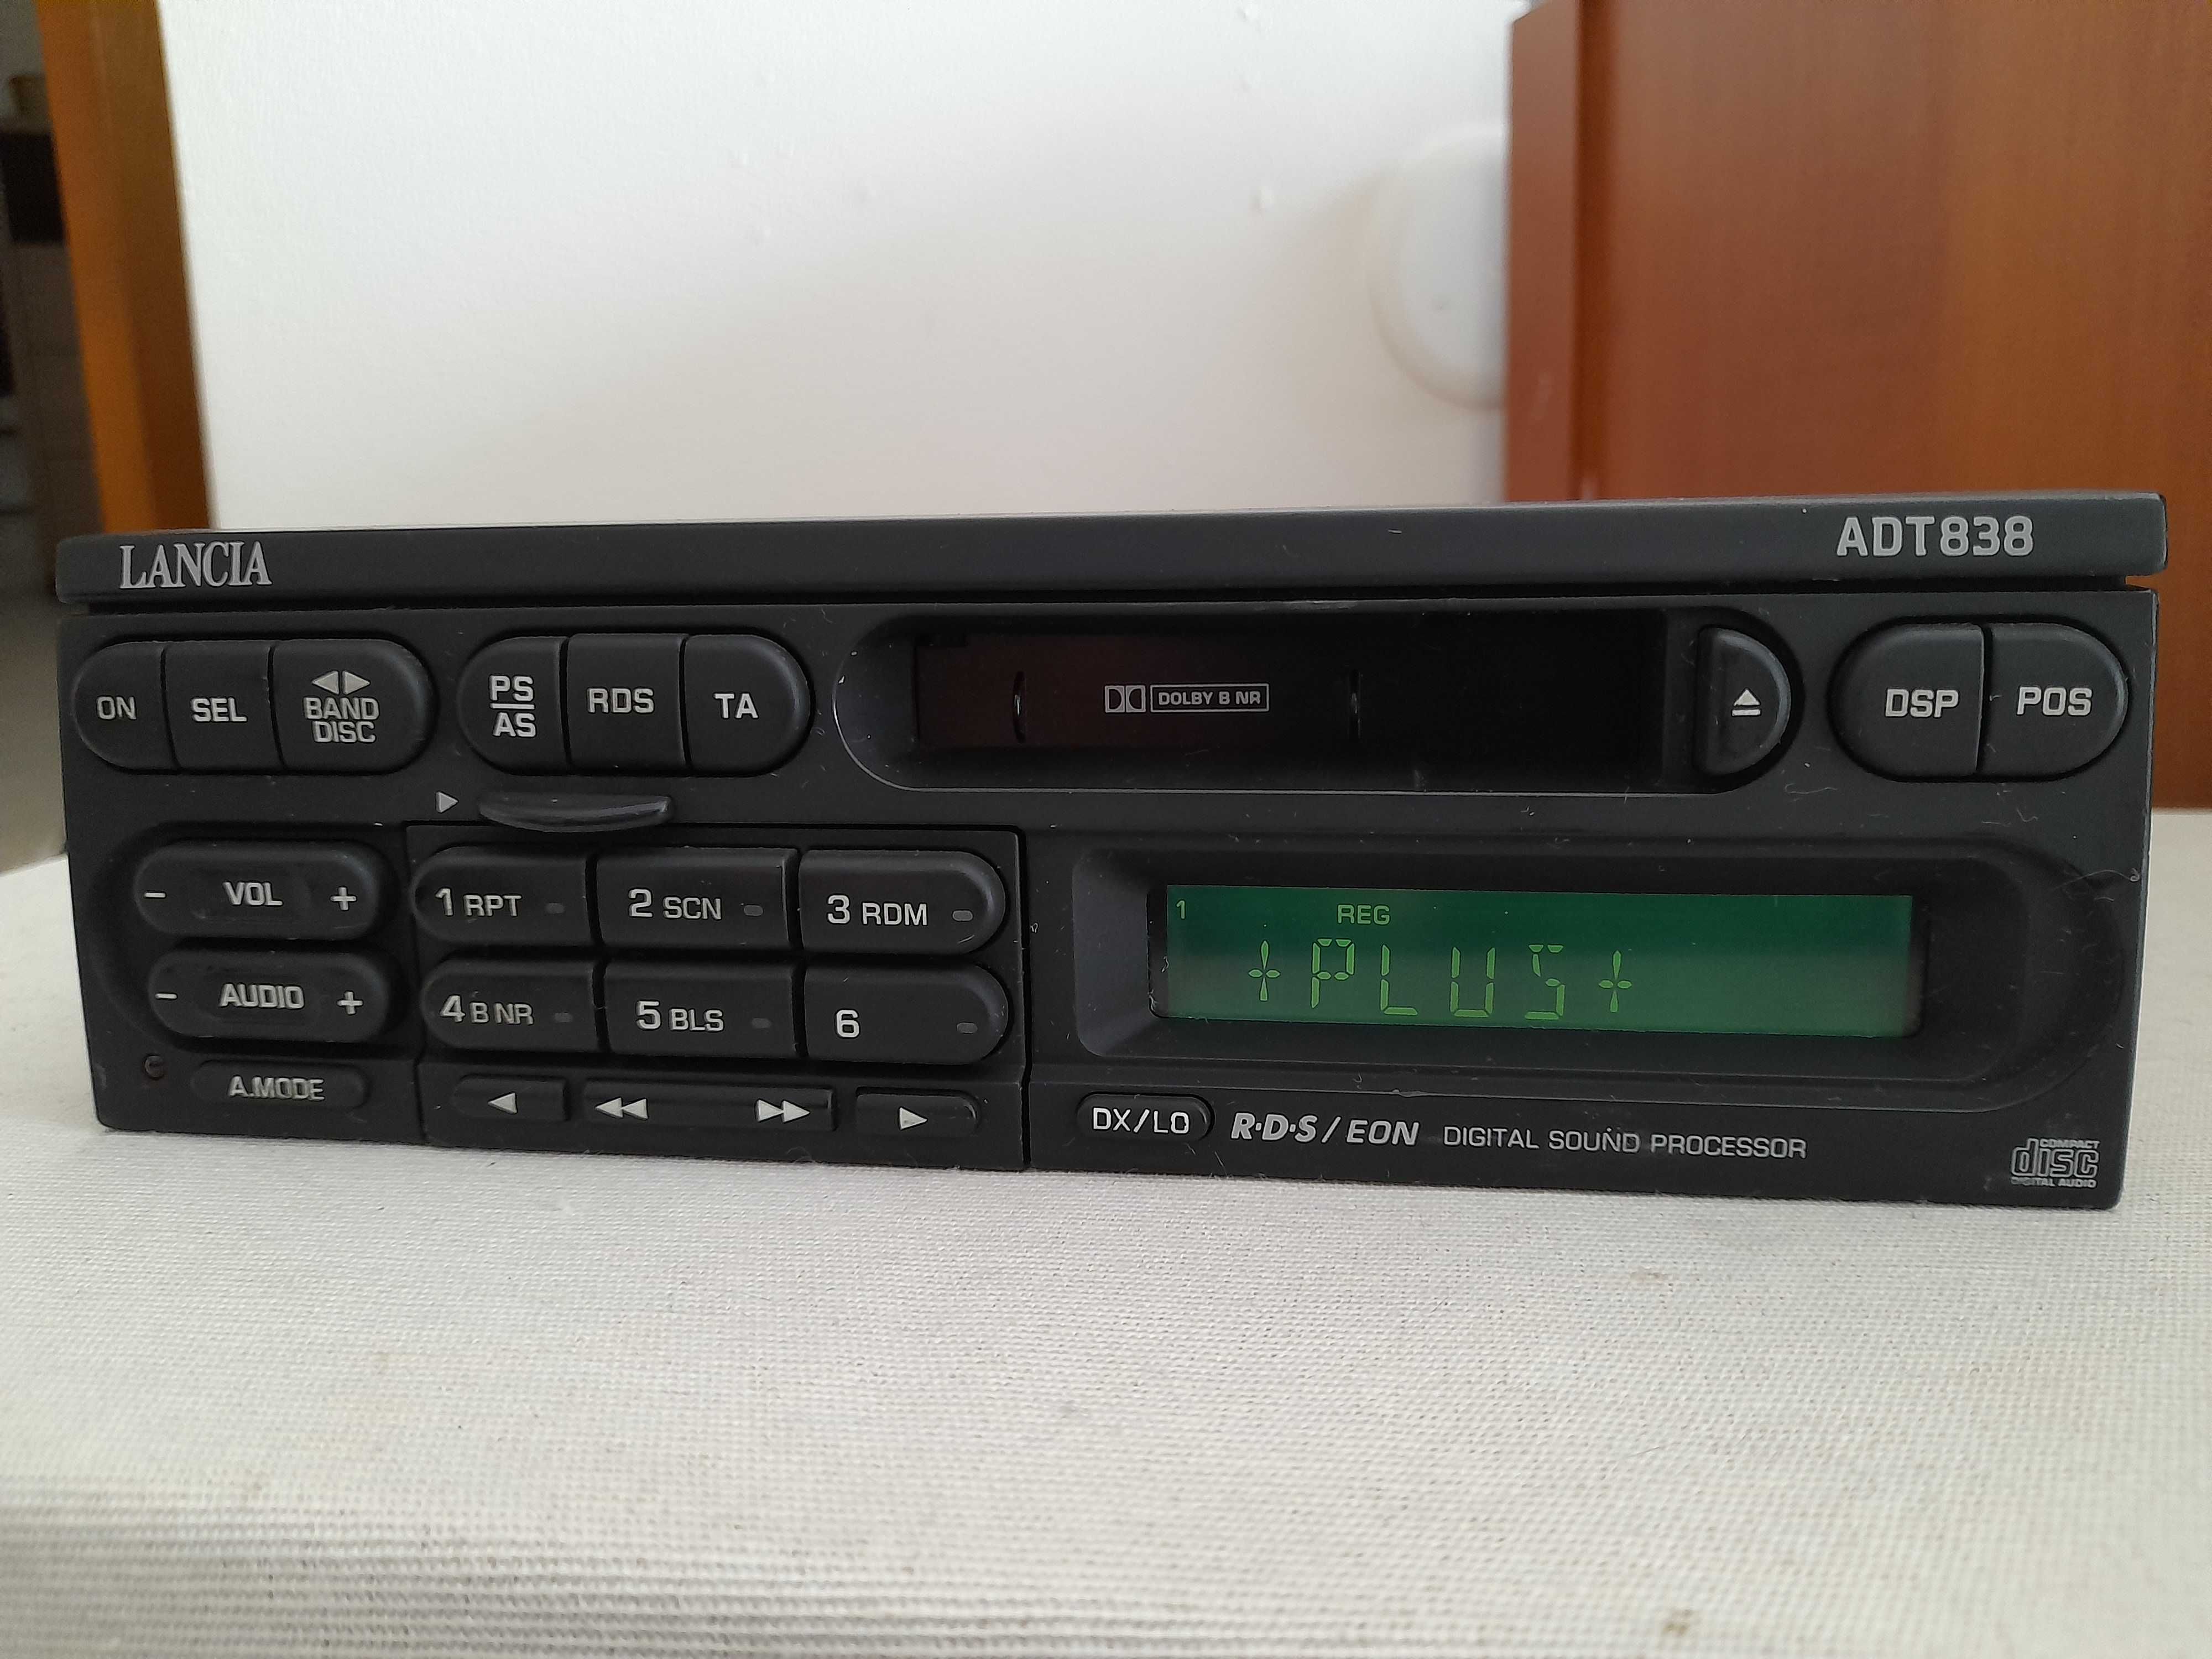 LANCIA
ADT838
ON
SEL
BAND
DISC
PS
AS
RDS
TA
DOLBY B NR
DSP
POS
- VOL +
1 RPT
2 SCN
3 RDM
1
REG
+PLUS+
- AUDIO +
4 B NR
5 BLS
6
A.MODE
DX/LO
R·D·S/EON
DIGITAL SOUND PROCESSOR
COMPACT
disc
DIGITAL AUDIO